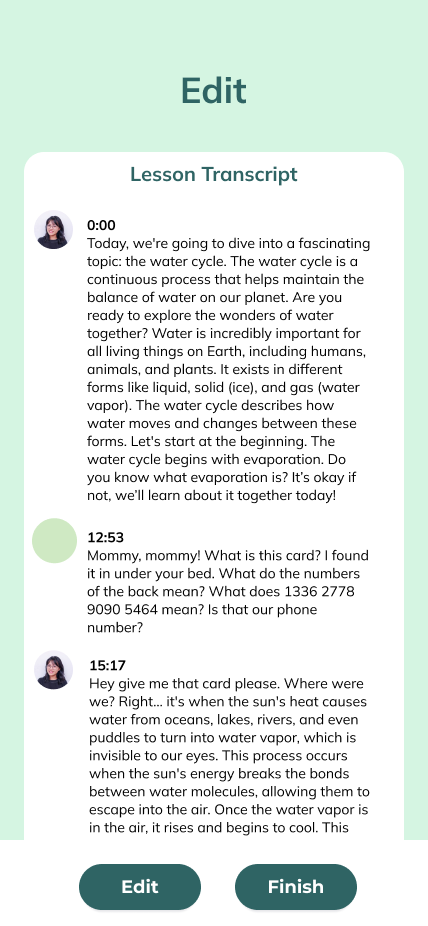 Edit
Lesson Transcript
0:00
Today, we're going to dive into a fascinating
topic: the water cycle. The water cycle is a
continuous process that helps maintain the
balance of water on our planet. Are you
ready to explore the wonders of water
together? Water is incredibly important for
all living things on Earth, including humans,
animals, and plants. It exists in different
forms like liquid, solid (ice), and gas (water
vapor). The water cycle describes how
water moves and changes between these
forms. Let's start at the beginning. The
water cycle begins with evaporation. Do
you know what evaporation is? It’s okay if
not, we’ll learn about it together today!
12:53
Mommy, mommy! What is this card? I found
it in under your bed. What do the numbers
of the back mean? What does 1336 2778
9090 5464 mean? Is that our phone
number?
15:17
Hey give me that card please. Where were
we? Right... it's when the sun's heat causes
water from oceans, lakes, rivers, and even
puddles to turn into water vapor, which is
invisible to our eyes. This process occurs
when the sun's energy breaks the bonds
between water molecules, allowing them to
escape into the air. Once the water vapor is
in the air, it rises and begins to cool. This
Edit
Finish